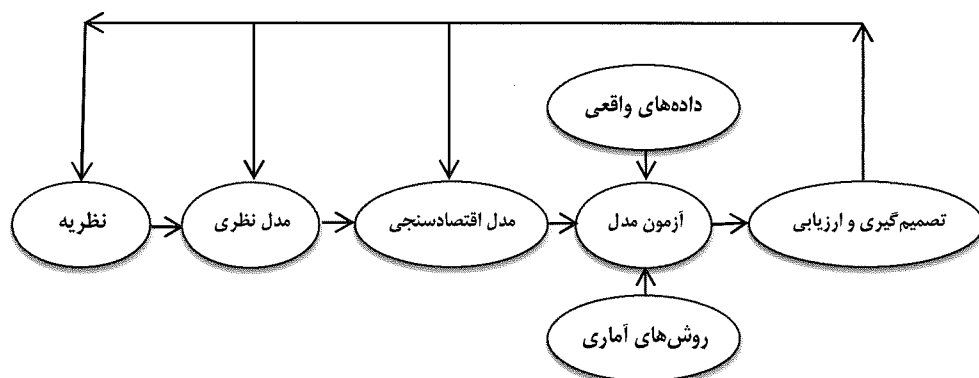 داده‌های واقعی
نظریه
مدل نظری
مدل اقتصادسنجی
آزمون مدل
تصمیم‌گیری و ارزیابی
روش‌های آماری